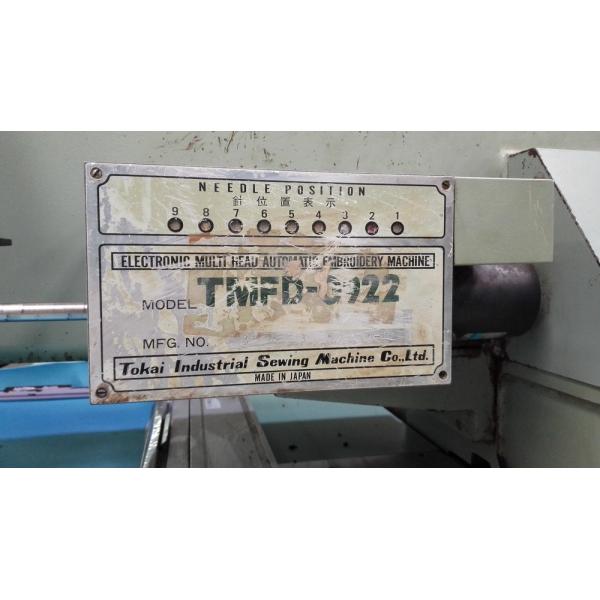 NEEDLE POSITION
針位置表示
9 8 7 6 5 4 3 2 1
ELECTRONIC MULTI HEAD AUTOMATIC EMBROIDERY MACHINE
MODEL
MFG. NO.
Tokai Industrial Sewing Machine Co.,Ltd.
MADE IN JAPAN